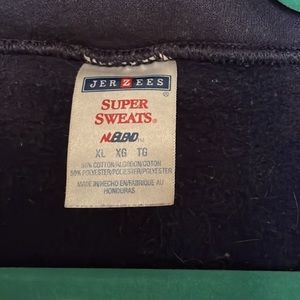 JERZEES
SUPER
SWEATS®
NUBLEND™
XL XG TG
50% COTTON/ALGODON/COTON
50% POLYESTER/POLIESTER/POLYESTER
MADE IN/HECHO EN/FABRIQUE AU
HONDURAS